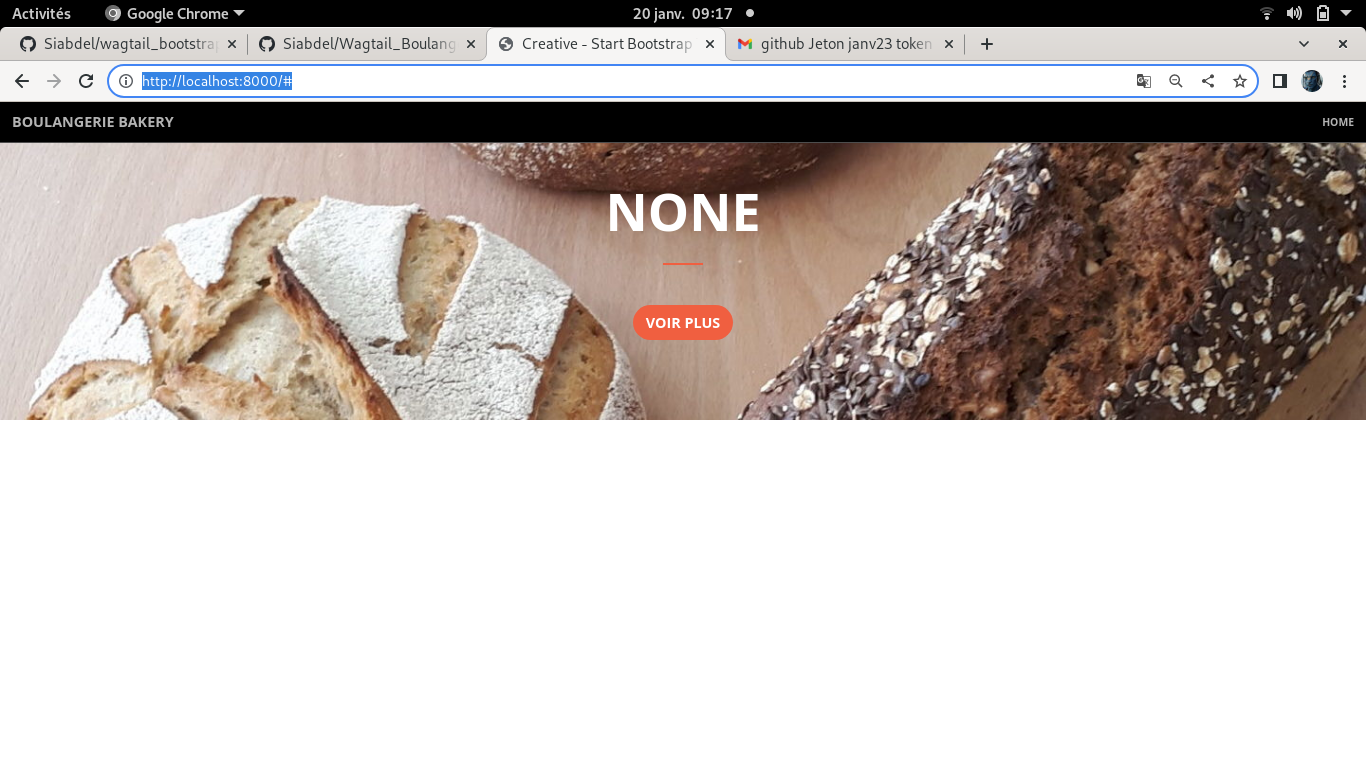 Activités Google Chrome 20 janv. 09:17
Siabdel/wagtail_bootstrap Siabdel/Wagtail_Boulang Creative - Start Bootstrap github Jeton janv23 token
http://localhost:8000/#
BOULANGERIE BAKERY HOME
NONE
VOIR PLUS